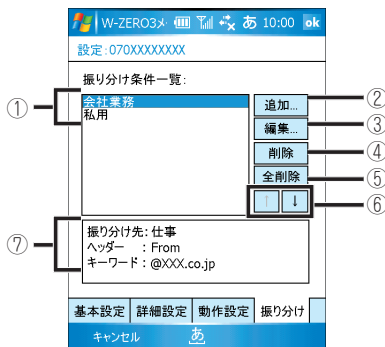 W-ZERO3メ あ 10:00 ok
設定:070XXXXXXXX
振り分け条件一覧:
① 会社業務
私用
追加... ②
編集... ③
削除 ④
全削除 ⑤
↑ ↓ ⑥
⑦ 振り分け先:仕事
ヘッダー :From
キーワード:@XXX.co.jp
基本設定 詳細設定 動作設定 振り分け
キャンセル あ